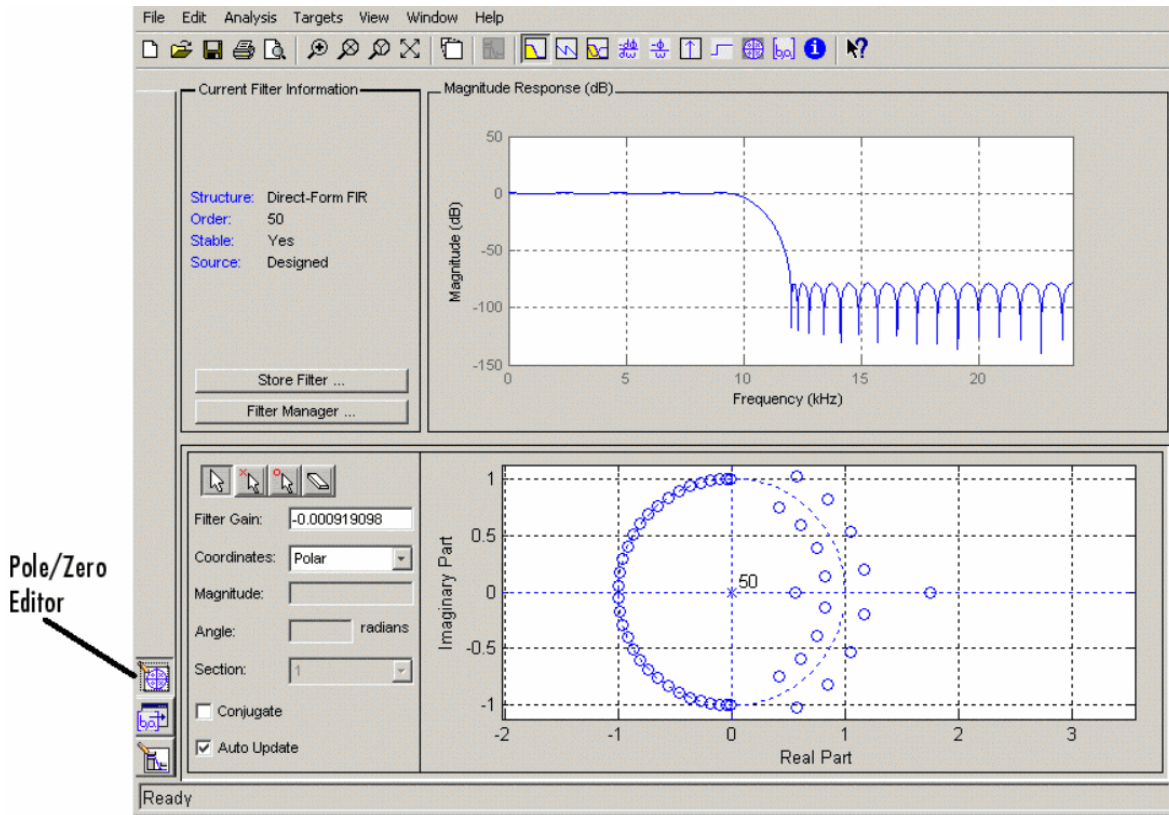 File Edit Analysis Targets View Window Help
Current Filter Information
Structure: Direct-Form FIR
Order: 50
Stable: Yes
Source: Designed
Store Filter ...
Filter Manager ...
Magnitude Response (dB)
Magnitude (dB)
50
0
-50
-100
-150
0 5 10 15 20
Frequency (kHz)
Pole/Zero
Editor
Filter Gain: -0.000919098
Coordinates: Polar
Magnitude:
Angle: radians
Section: 1
Conjugate
Auto Update
Imaginary Part
1
0.5
0
-0.5
-1
50
-2 -1 0 1 2 3
Real Part
Ready